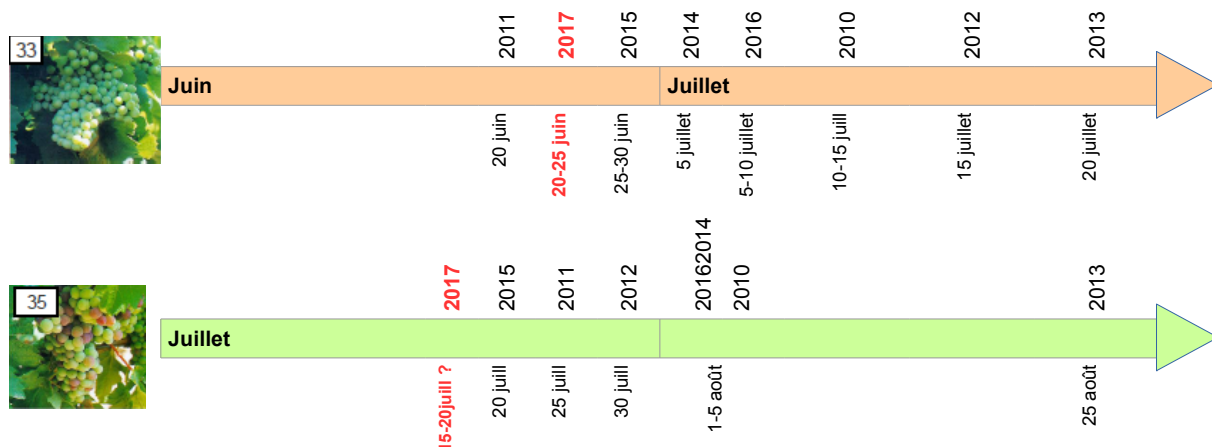 33
2011 2017 2015 2014 2016 2010 2012 2013
Juin Juillet
20 juin 20-25 juin 25-30 juin 5 juillet 5-10 juillet 10-15 juill 15 juillet 20 juillet
35
2017 2015 2011 2012 20162014 2010 2013
Juillet
15-20juill ? 20 juill 25 juill 30 juill 1-5 août 25 août